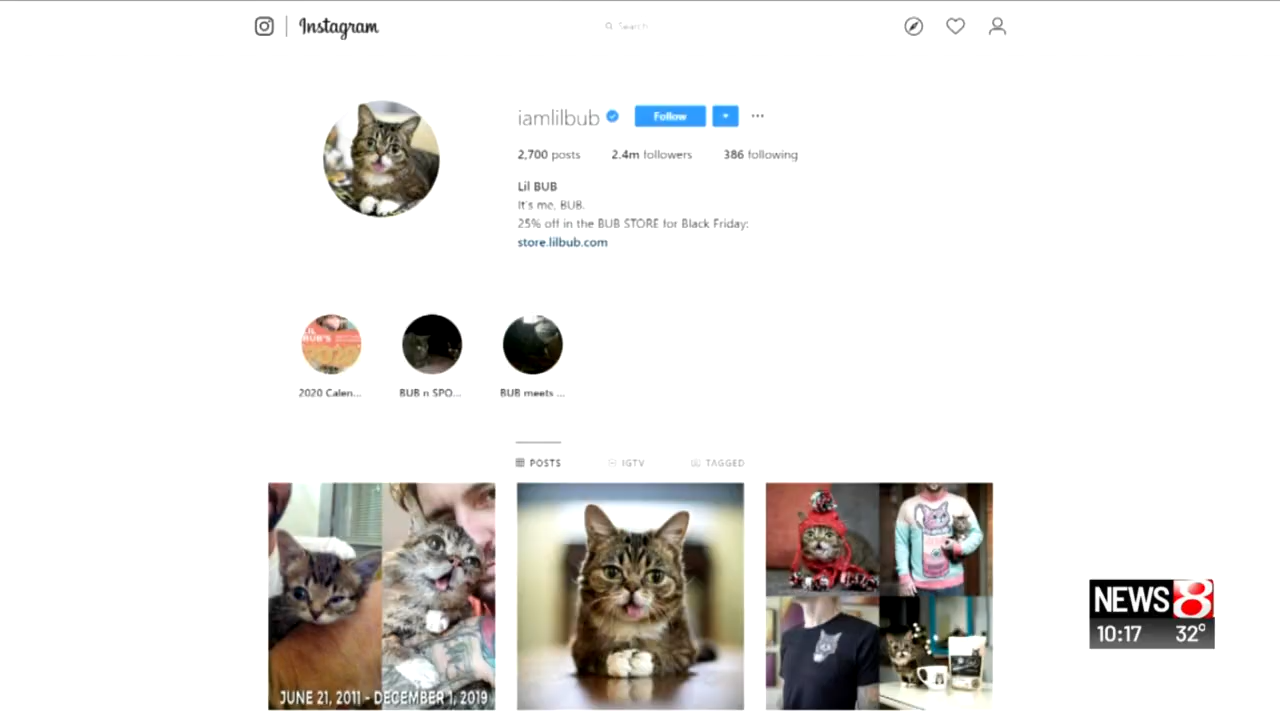 Instagram
Search
iamlilbub
Follow
2,700 posts 2.4m followers 386 following
Lil BUB
It's me, BUB.
25% off in the BUB STORE for Black Friday:
store.lilbub.com
2020 Calen... BUB n SPO... BUB meets ...
POSTS IGTV TAGGED
JUNE 21, 2011 - DECEMBER 1, 2019
NEWS 8
10:17 32°